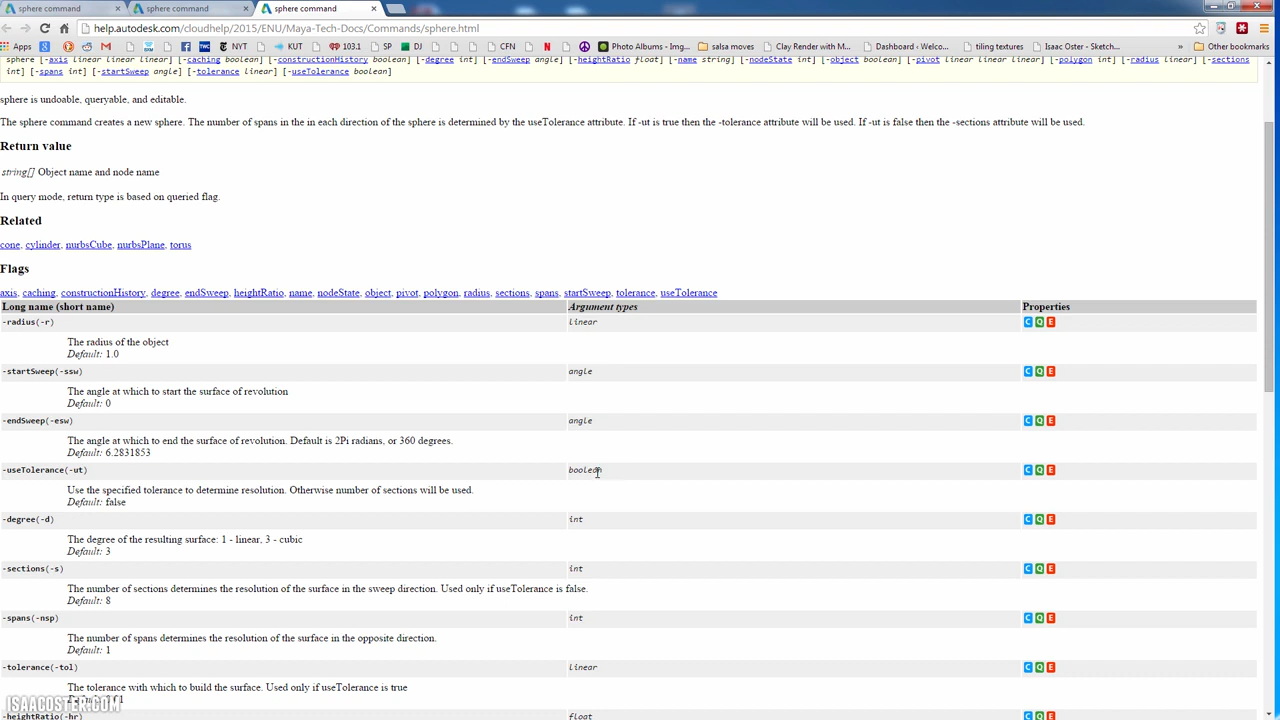 sphere command
sphere command
sphere command
help.autodesk.com/cloudhelp/2015/ENU/Maya-Tech-Docs/Commands/sphere.html
Apps NYT KUT 103.1 SP DJ CFN Photo Albums - Img... salsa moves Clay Render with M... Dashboard ‹ Welco... tiling textures Isaac Oster - Sketch... » Other bookmarks
sphere [-axis linear linear linear] [-caching boolean] [-constructionHistory boolean] [-degree int] [-endSweep angle] [-heightRatio float] [-name string] [-nodeState int] [-object boolean] [-pivot linear linear linear] [-polygon int] [-radius linear] [-sections
int] [-spans int] [-startSweep angle] [-tolerance linear] [-useTolerance boolean]
sphere is undoable, queryable, and editable.
The sphere command creates a new sphere. The number of spans in the in each direction of the sphere is determined by the useTolerance attribute. If -ut is true then the -tolerance attribute will be used. If -ut is false then the -sections attribute will be used.
Return value
string[] Object name and node name
In query mode, return type is based on queried flag.
Related
cone, cylinder, nurbsCube, nurbsPlane, torus
Flags
axis, caching, constructionHistory, degree, endSweep, heightRatio, name, nodeState, object, pivot, polygon, radius, sections, spans, startSweep, tolerance, useTolerance
Long name (short name) Argument types Properties
-radius(-r) linear C Q E
The radius of the object
Default: 1.0
-startSweep(-ssw) angle C Q E
The angle at which to start the surface of revolution
Default: 0
-endSweep(-esw) angle C Q E
The angle at which to end the surface of revolution. Default is 2Pi radians, or 360 degrees.
Default: 6.2831853
-useTolerance(-ut) boolean C Q E
Use the specified tolerance to determine resolution. Otherwise number of sections will be used.
Default: false
-degree(-d) int C Q E
The degree of the resulting surface: 1 - linear, 3 - cubic
Default: 3
-sections(-s) int C Q E
The number of sections determines the resolution of the surface in the sweep direction. Used only if useTolerance is false.
Default: 8
-spans(-nsp) int C Q E
The number of spans determines the resolution of the surface in the opposite direction.
Default: 1
-tolerance(-tol) linear C Q E
The tolerance with which to build the surface. Used only if useTolerance is true
ISAACOSTER.COM
-heightRatio(-hr) float C Q E